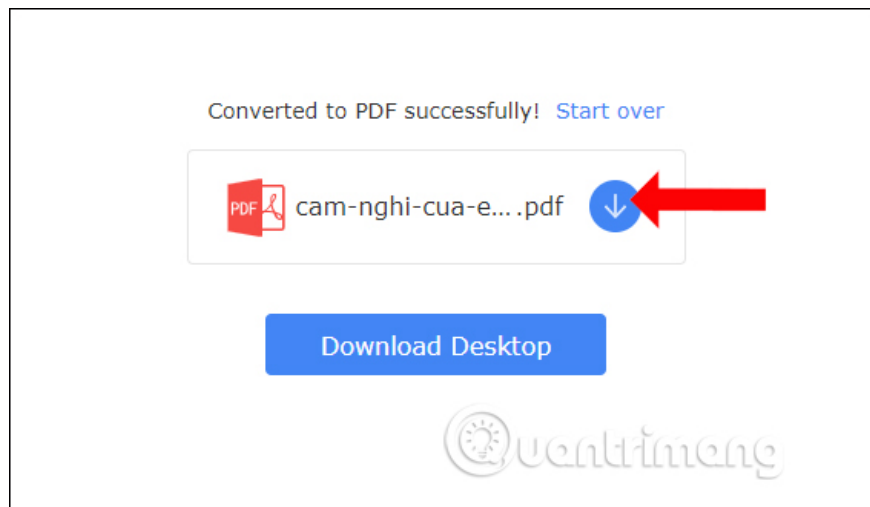 Converted to PDF successfully! Start over
PDF cam-nghi-cua-e... .pdf
Download Desktop
Quantrimang